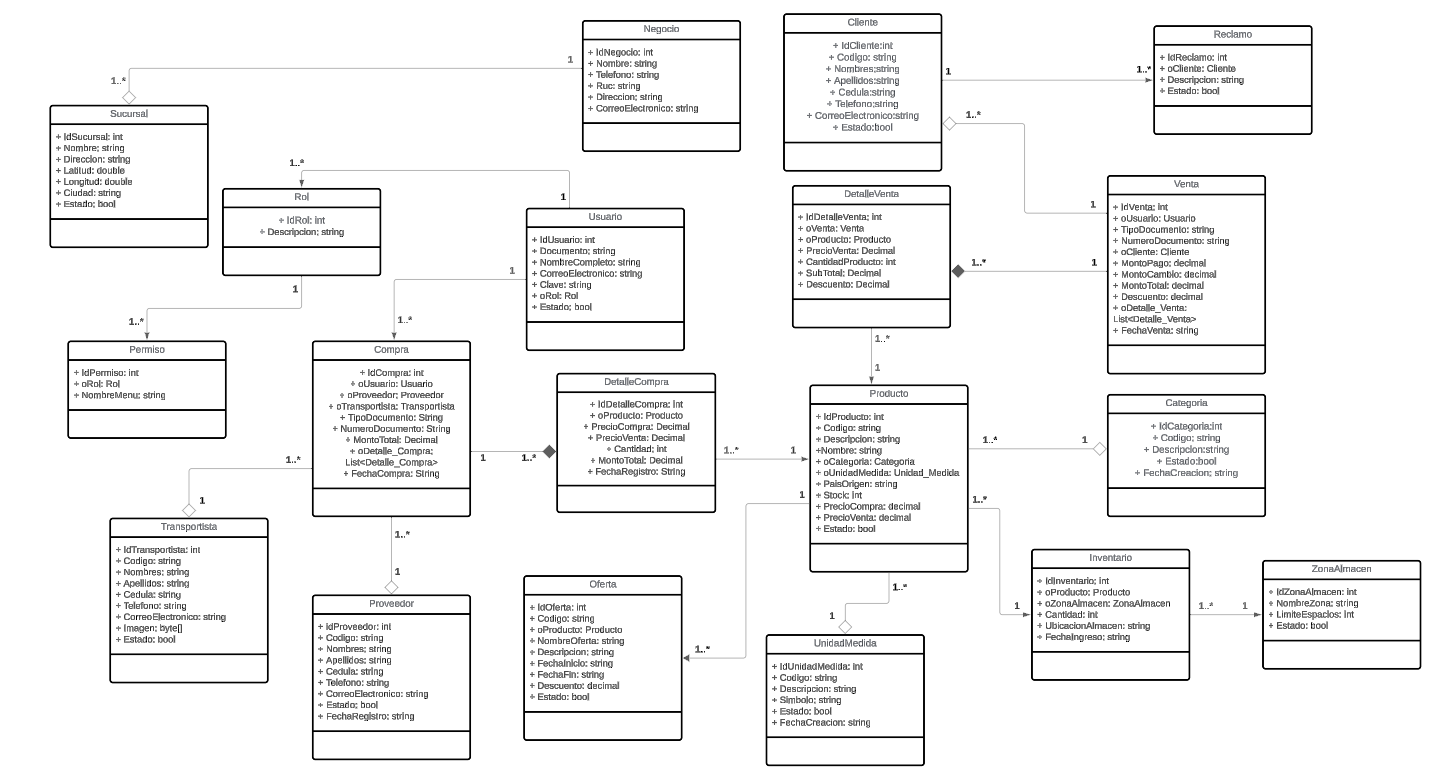 Negocio
+ IdNegocio: int
+ Nombre: string
+ Telefono: string
+ Ruc: string
+ Direccion; string
+ CorreoElectronico: string
1
1..*
Sucursal
+ IdSucursal: int
+ Nombre; string
+ Direccion: string
+ Latitud: double
+ Longitud: double
+ Ciudad: string
+ Estado; bool
Cliente
+ IdCliente:int
+ Codigo: string
+ Nombres;string
+ Apellidos:string
+ Cedula:string
+ Telefono;string
+ CorreoElectronico:string
+ Estado:bool
1
1..*
1..*
Reclamo
+ IdReclamo: int
+ oCliente: Cliente
+ Descripcion; string
+ Estado: bool
1..*
1
Rol
+ IdRol: int
+ Descripcion; string
1
1..*
Usuario
+ IdUsuario: int
+ Documento; string
+ NombreCompleto: string
+ CorreoElectronico: string
+ Clave; string
+ oRol: Rol
+ Estado; bool
1
1..*
DetalleVenta
+ IdDetalleVenta; int
+ oVenta: Venta
+ oProducto: Producto
+ PrecioVenta: Decimal
+ CantidadProducto: int
+ SubTotal; Decimal
+ Descuento: Decimal
1..*
1
1
Venta
+ IdVenta; int
+ oUsuario: Usuario
+ TipoDocumento: string
+ NumeroDocumento: string
+ oCliente: Cliente
+ MontoPago; decimal
+ MontoCambio: decimal
+ MontoTotal: decimal
+ Descuento: decimal
+ oDetalle_Venta:
List<Detalle_Venta>
+ FechaVenta: string
1..*
1
Permiso
+ IdPermiso: int
+ oRol: Rol
+ NombreMenu; string
Compra
+ IdCompra: int
+ oUsuario: Usuario
+ oProveedor; Proveedor
+ oTransportista: Transportista
+ TipoDocumento: String
+ NumeroDocumento: String
+ MontoTotal: Decimal
+ oDetalle_Compra;
List<Detalle_Compra>
+ FechaCompra: String
1
1..*
1..*
1..*
DetalleCompra
+ IdDetalleCompra: int
+ oProducto: Producto
+ PrecioCompra: Decimal
+ PrecioVenta: Decimal
+ Cantidad; int
+ MontoTotal: Decimal
+ FechaRegistro: String
1..*
1
Producto
+ IdProducto: int
+ Codigo: string
+ Descripcion; string
+Nombre: string
+ oCategoria: Categoria
+ oUnidadMedida: Unidad_Medida
+ PaisOrigen: string
+ Stock: int
+ PrecioCompra; decimal
+ PrecioVenta; decimal
+ Estado: bool
1..*
1
1
1..*
1..*
Categoria
+ IdCategoria:int
+ Codigo; string
+ Descripcion:string
+ Estado:bool
+ FechaCreacion; string
1
Transportista
+ IdTransportista: int
+ Codigo: string
+ Nombres; string
+ Apellidos: string
+ Cedula; string
+ Telefono: string
+ CorreoElectronico: string
+ Imagen; byte[]
+ Estado: bool
1
Proveedor
+ idProveedor: int
+ Codigo: string
+ Nombres; string
+ Apellidos: string
+ Cedula: string
+ Telefono; string
+ CorreoElectronico: string
+ Estado; bool
+ FechaRegistro; string
Oferta
+ IdOferta: int
+ Codigo: string
+ oProducto: Producto
+ NombreOferta: string
+ Descripcion; string
+ FechaInicio: string
+ FechaFin: string
+ Descuento: decimal
+ Estado: bool
1..*
1
UnidadMedida
+ IdUnidadMedida: int
+ Codigo: string
+ Descripcion: string
+ Simbolo; string
+ Estado: bool
+ FechaCreacion: string
1
Inventario
+ IdInventario; int
+ oProducto: Producto
+ oZonaAlmacen: ZonaAlmacen
+ Cantidad: int
+ UbicacionAlmacen: string
+ FechaIngreso; string
1..*
1
ZonaAlmacen
+ IdZonaAlmacen: int
+ NombreZona; string
+ LimiteEspacios: Int
+ Estado: bool